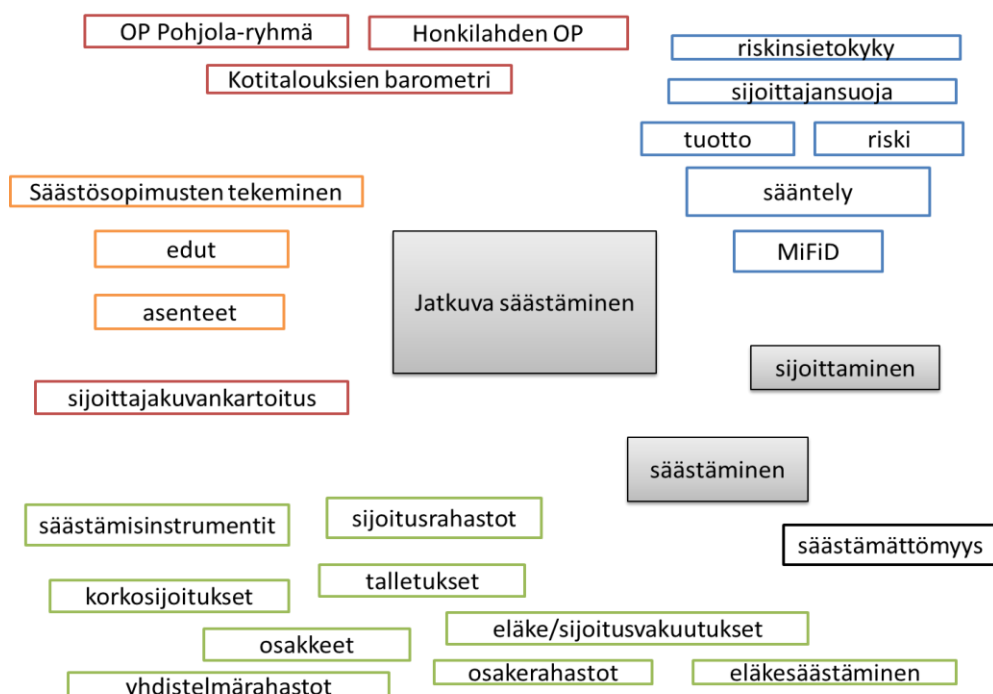 OP Pohjola-ryhmä
Honkilahden OP
Kotitalouksien barometri
riskinsietokyky
sijoittajansuoja
tuotto
riski
Säästösopimusten tekeminen
sääntely
edut
MiFiD
Jatkuva säästäminen
asenteet
sijoittaminen
sijoittajakuvankartoitus
säästäminen
säästämisinstrumentit
sijoitusrahastot
säästämättömyys
talletukset
korkosijoitukset
eläke/sijoitusvakuutukset
osakkeet
osakerahastot
eläkesäästäminen
yhdistelmärahastot